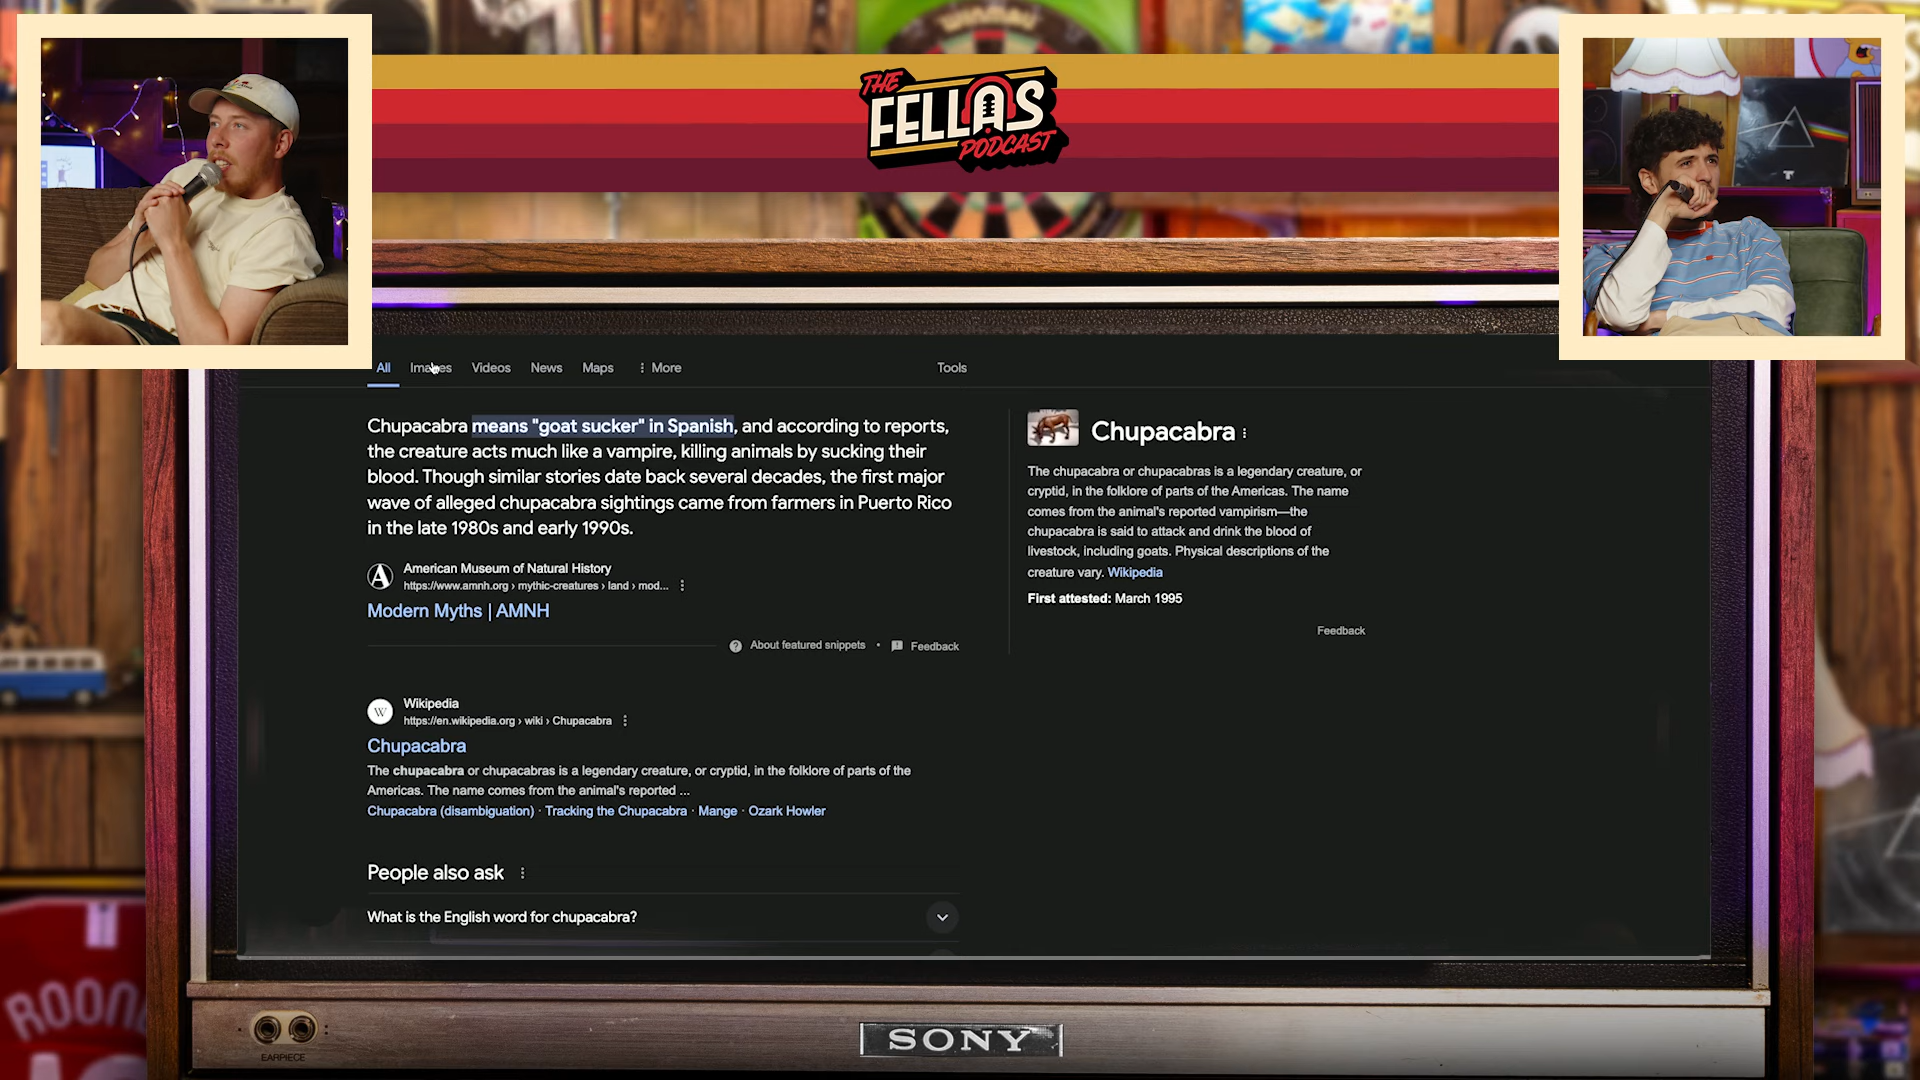 Winmau
THE
FELLAS
PODCAST
All
Images
Videos
News
Maps
More
Tools
Chupacabra means "goat sucker" in Spanish, and according to reports,
the creature acts much like a vampire, killing animals by sucking their
blood. Though similar stories date back several decades, the first major
wave of alleged chupacabra sightings came from farmers in Puerto Rico
in the late 1980s and early 1990s.
American Museum of Natural History
https://www.amnh.org › mythic-creatures › land › mod...
Modern Myths | AMNH
About featured snippets • Feedback
Wikipedia
https://en.wikipedia.org › wiki › Chupacabra
Chupacabra
The chupacabra or chupacabras is a legendary creature, or cryptid, in the folklore of parts of the
Americas. The name comes from the animal's reported ...
Chupacabra (disambiguation) · Tracking the Chupacabra · Mange · Ozark Howler
People also ask
What is the English word for chupacabra?
Chupacabra
The chupacabra or chupacabras is a legendary creature, or
cryptid, in the folklore of parts of the Americas. The name
comes from the animal's reported vampirism—the
chupacabra is said to attack and drink the blood of
livestock, including goats. Physical descriptions of the
creature vary. Wikipedia
First attested: March 1995
Feedback
ROON
EARPIECE
SONY